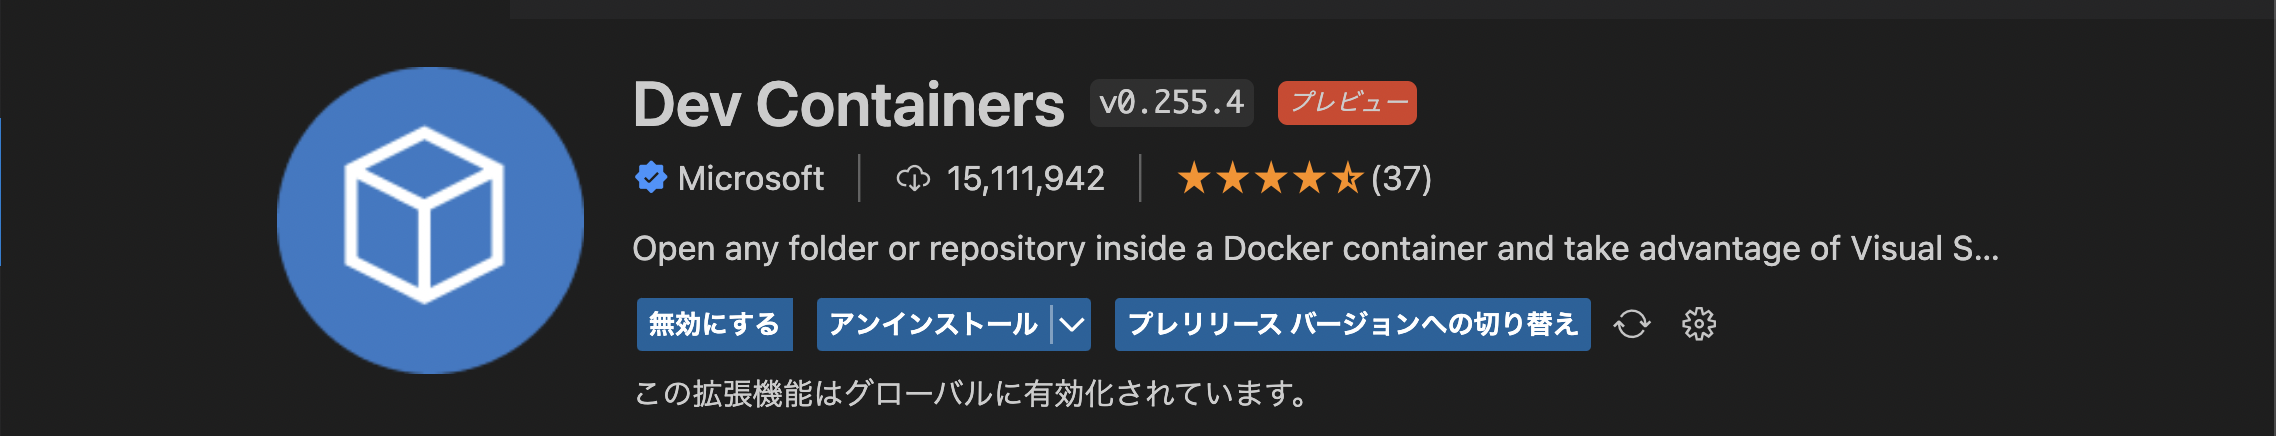 Dev Containers v0.255.4 プレビュー
Microsoft 15,111,942 (37)
Open any folder or repository inside a Docker container and take advantage of Visual S...
無効にする アンインストール プレリリース バージョンへの切り替え
この拡張機能はグローバルに有効化されています。